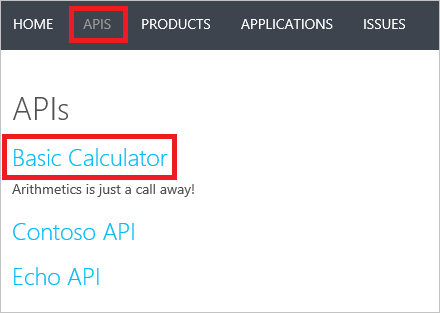 HOME APIS PRODUCTS APPLICATIONS ISSUES
APIs
Basic Calculator
Arithmetics is just a call away!
Contoso API
Echo API